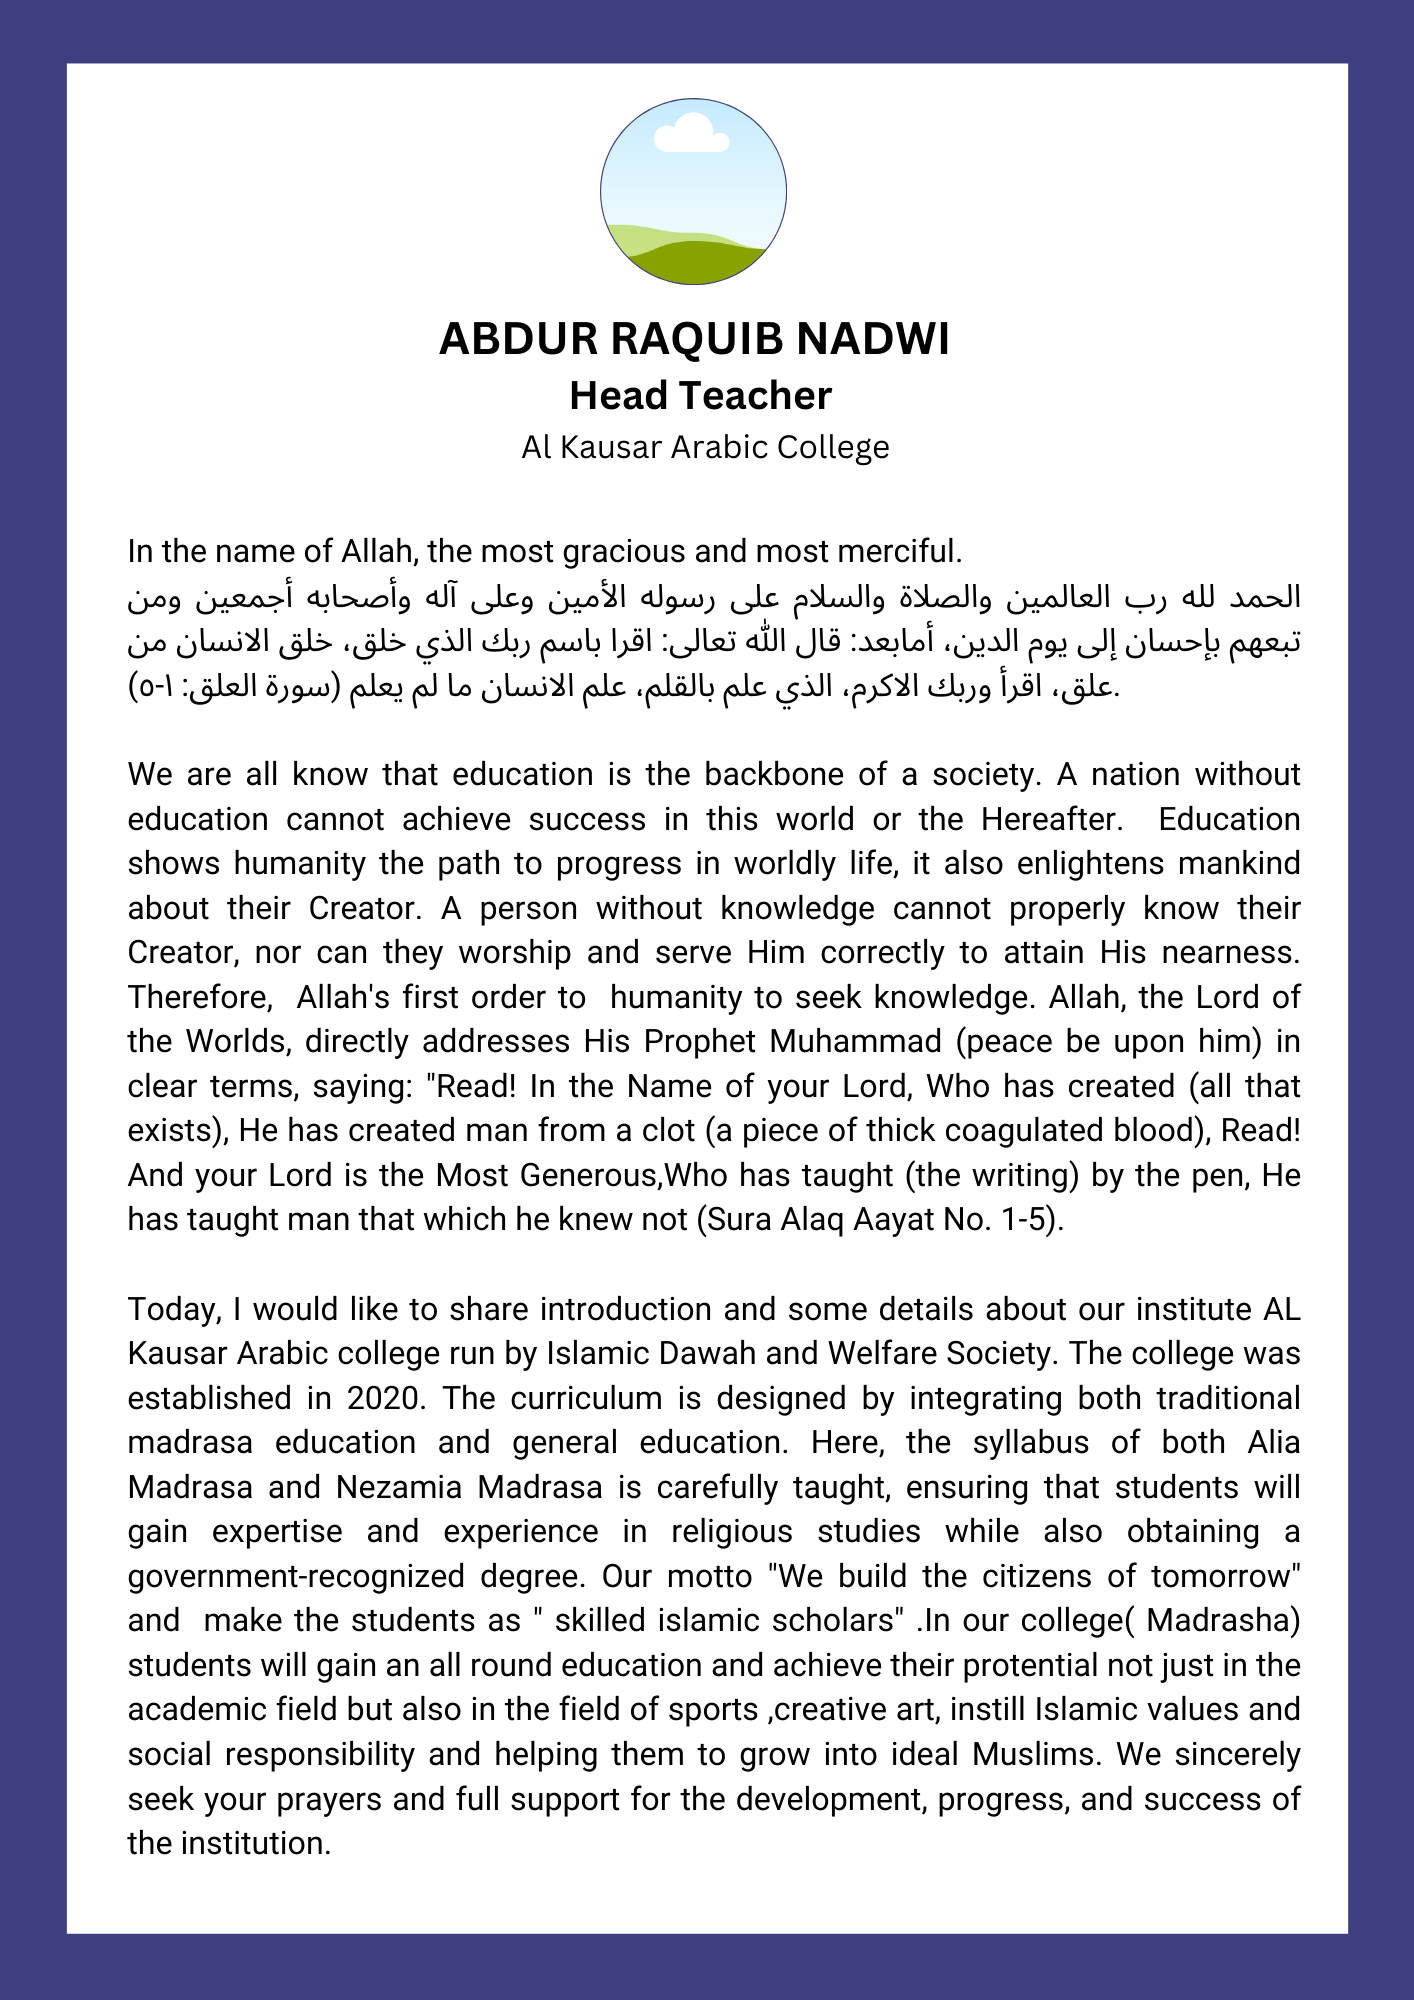 ABDUR RAQUIB NADWI
Head Teacher
Al Kausar Arabic College
In the name of Allah, the most gracious and most merciful.
الحمد لله رب العالمين والصلاة والسلام على رسوله الأمين وعلى آله وأصحابه أجمعين ومن
تبعهم بإحسان إلى يوم الدين، أمابعد: قال الله تعالى: اقرا باسم ربك الذي خلق، خلق الانسان من
علق، اقرأ وربك الاكرم، الذي علم بالقلم، علم الانسان ما لم يعلم (سورة العلق: ١-٥).
We are all know that education is the backbone of a society. A nation without
education cannot achieve success in this world or the Hereafter.  Education
shows humanity the path to progress in worldly life, it also enlightens mankind
about their Creator. A person without knowledge cannot properly know their
Creator, nor can they worship and serve Him correctly to attain His nearness.
Therefore,  Allah's first order to  humanity to seek knowledge. Allah, the Lord of
the Worlds, directly addresses His Prophet Muhammad (peace be upon him) in
clear terms, saying: "Read! In the Name of your Lord, Who has created (all that
exists), He has created man from a clot (a piece of thick coagulated blood), Read!
And your Lord is the Most Generous,Who has taught (the writing) by the pen, He
has taught man that which he knew not (Sura Alaq Aayat No. 1-5).
Today, I would like to share introduction and some details about our institute AL
Kausar Arabic college run by Islamic Dawah and Welfare Society. The college was
established in 2020. The curriculum is designed by integrating both traditional
madrasa education and general education. Here, the syllabus of both Alia
Madrasa and Nezamia Madrasa is carefully taught, ensuring that students will
gain expertise and experience in religious studies while also obtaining a
government-recognized degree. Our motto "We build the citizens of tomorrow"
and  make the students as " skilled islamic scholars" .In our college( Madrasha)
students will gain an all round education and achieve their protential not just in the
academic field but also in the field of sports ,creative art, instill Islamic values and
social responsibility and helping them to grow into ideal Muslims. We sincerely
seek your prayers and full support for the development, progress, and success of
the institution.